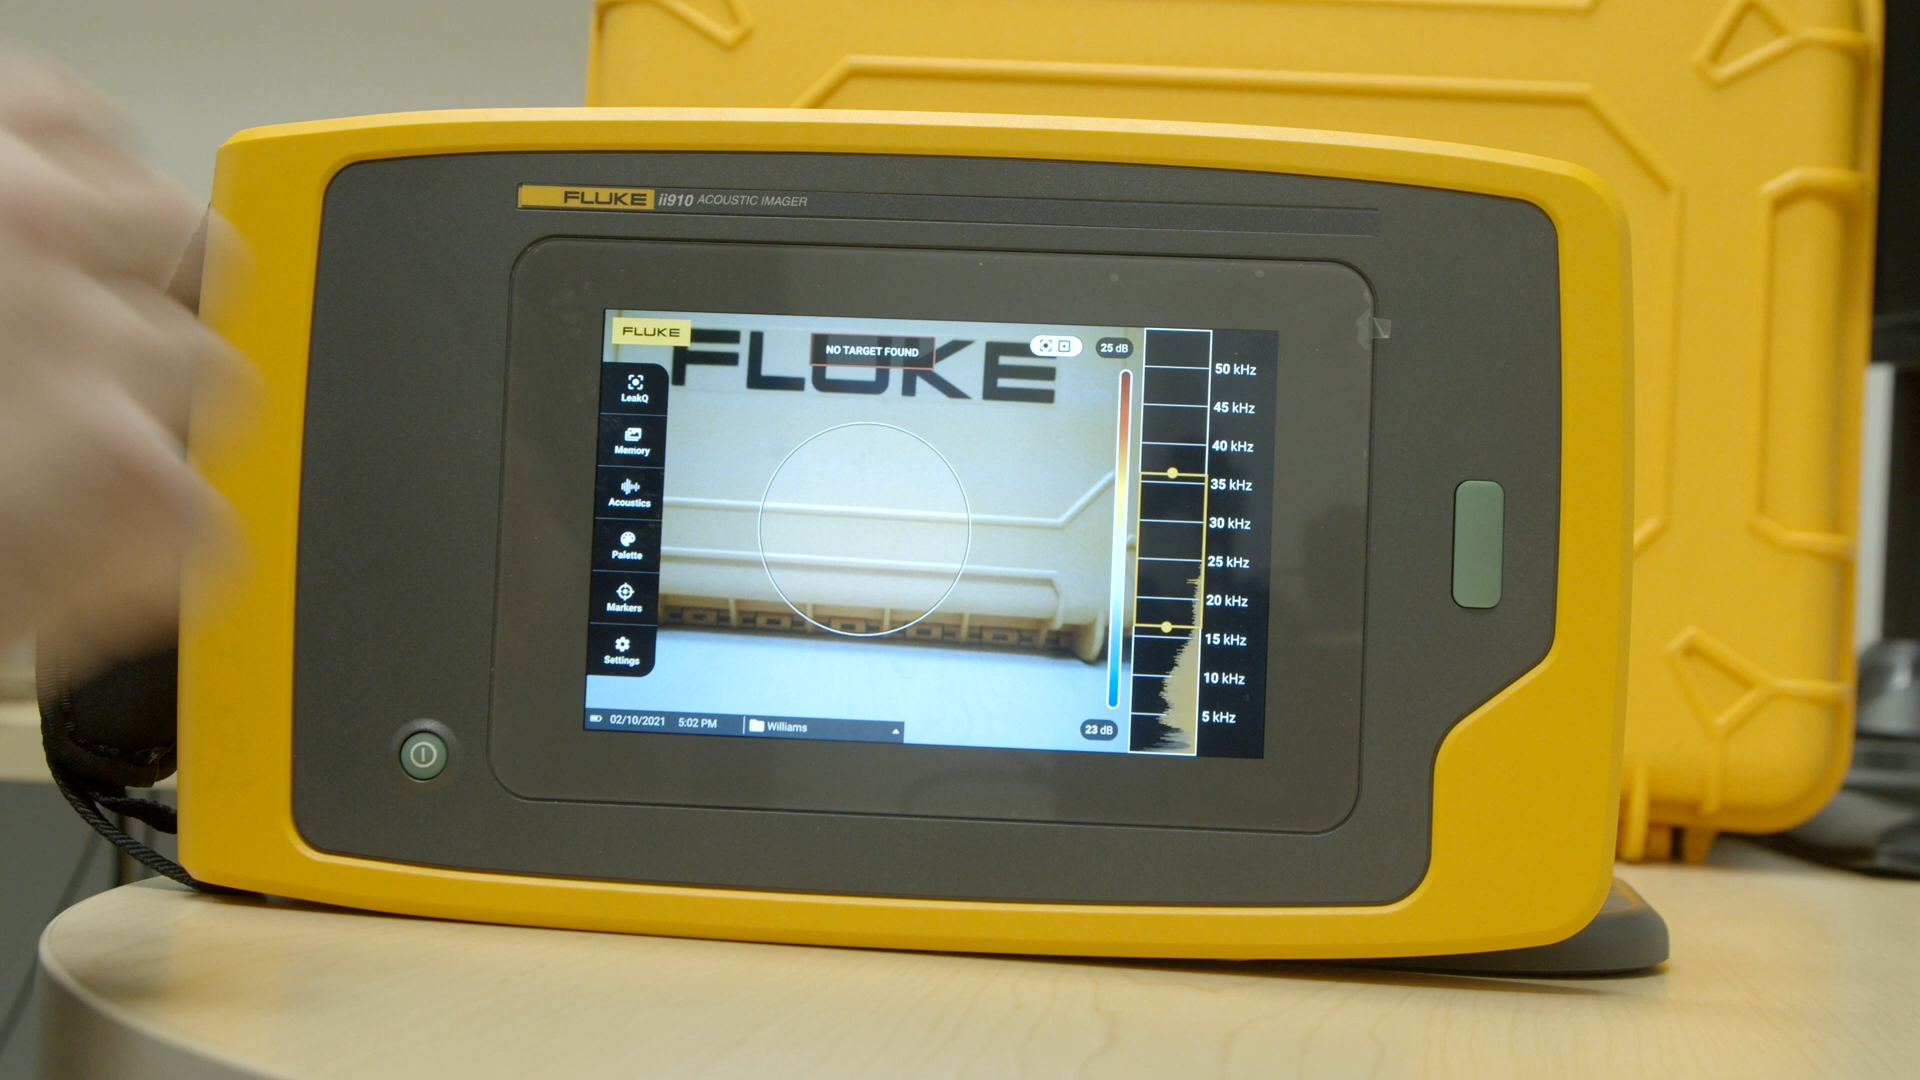 FLUKE ii910 ACOUSTIC IMAGER
FLUKE
FLUKE
NO TARGET FOUND
25 dB
LeakQ
Memory
Acoustics
Palette
Markers
Settings
50 kHz
45 kHz
40 kHz
35 kHz
30 kHz
25 kHz
20 kHz
15 kHz
10 kHz
5 kHz
02/10/2021 5:02 PM Williams
23 dB